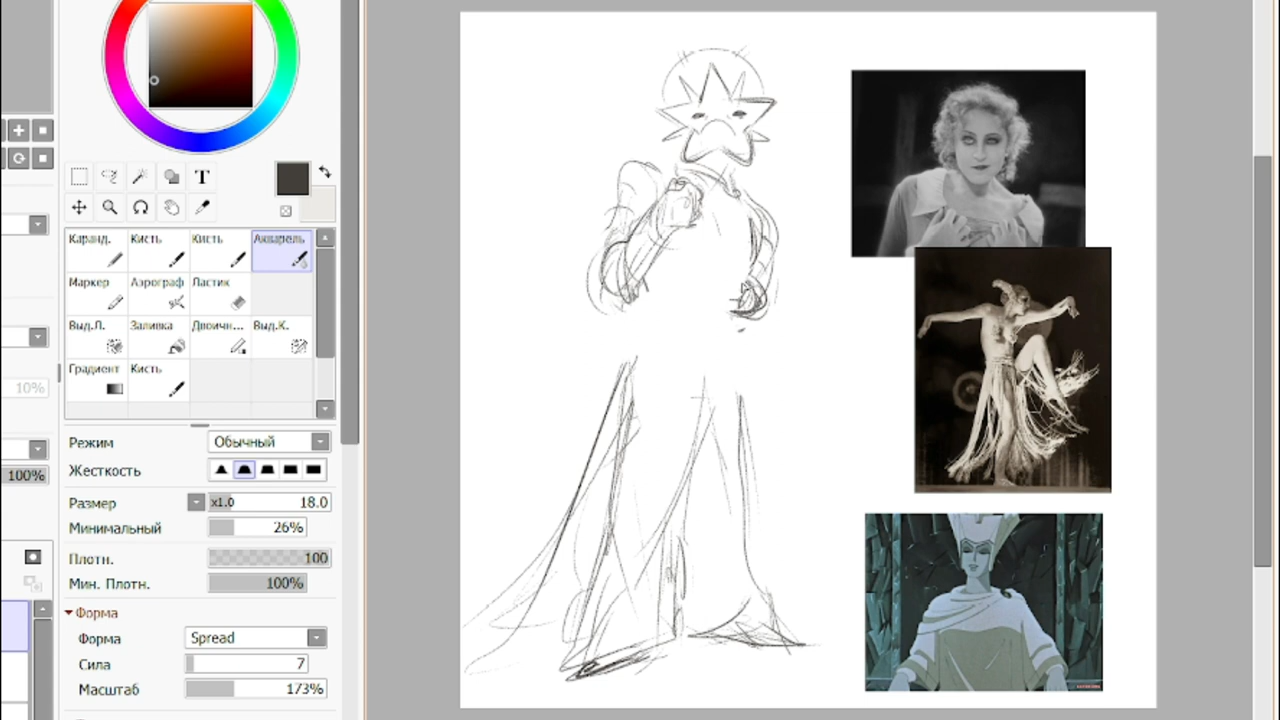 T
Каранд.
Кисть
Кисть
Акварель
Маркер
Аэрограф
Ластик
Выд.Л.
Заливка
Двоичн...
Выд.К.
Градиент
Кисть
10%
100%
Режим
Обычный
Жесткость
Размер
x1.0
18.0
Минимальный
26%
Плотн.
100
Мин. Плотн.
100%
Форма
Форма
Spread
Сила
7
Масштаб
173%